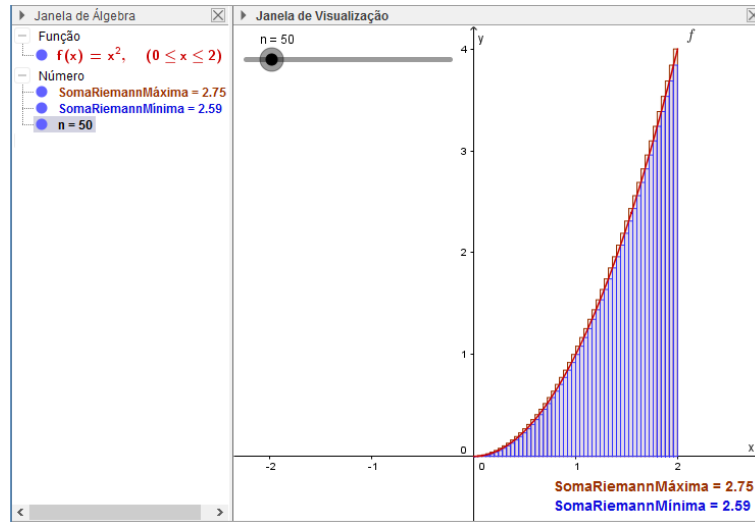 Janela de Álgebra
Função
f(x) = x², (0 ≤ x ≤ 2)
Número
SomaRiemannMáxima = 2.75
SomaRiemannMínima = 2.59
n = 50
Janela de Visualização
n = 50
y
f
4
3
2
1
0
-2
-1
0
1
2
x
SomaRiemannMáxima = 2.75
SomaRiemannMínima = 2.59